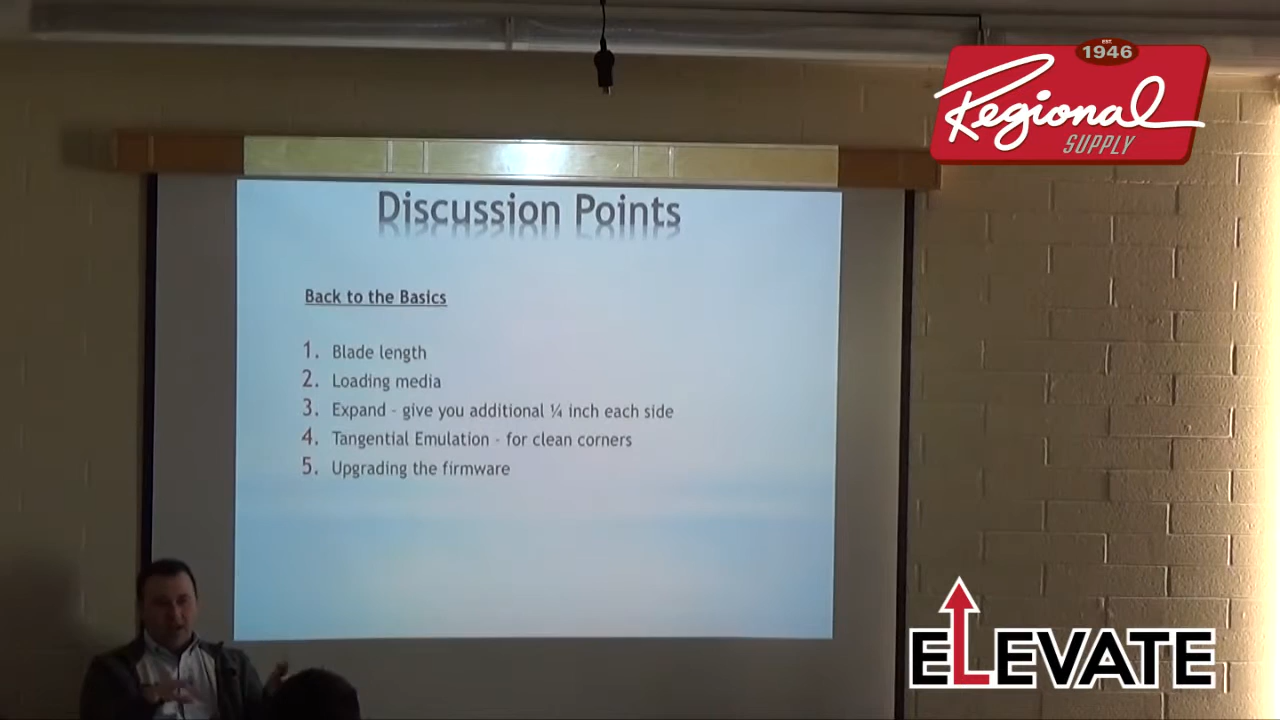 EST.
1946
Regional
SUPPLY
Discussion Points
Back to the Basics
1. Blade length
2. Loading media
3. Expand - give you additional ¼ inch each side
4. Tangential Emulation - for clean corners
5. Upgrading the firmware
ELEVATE